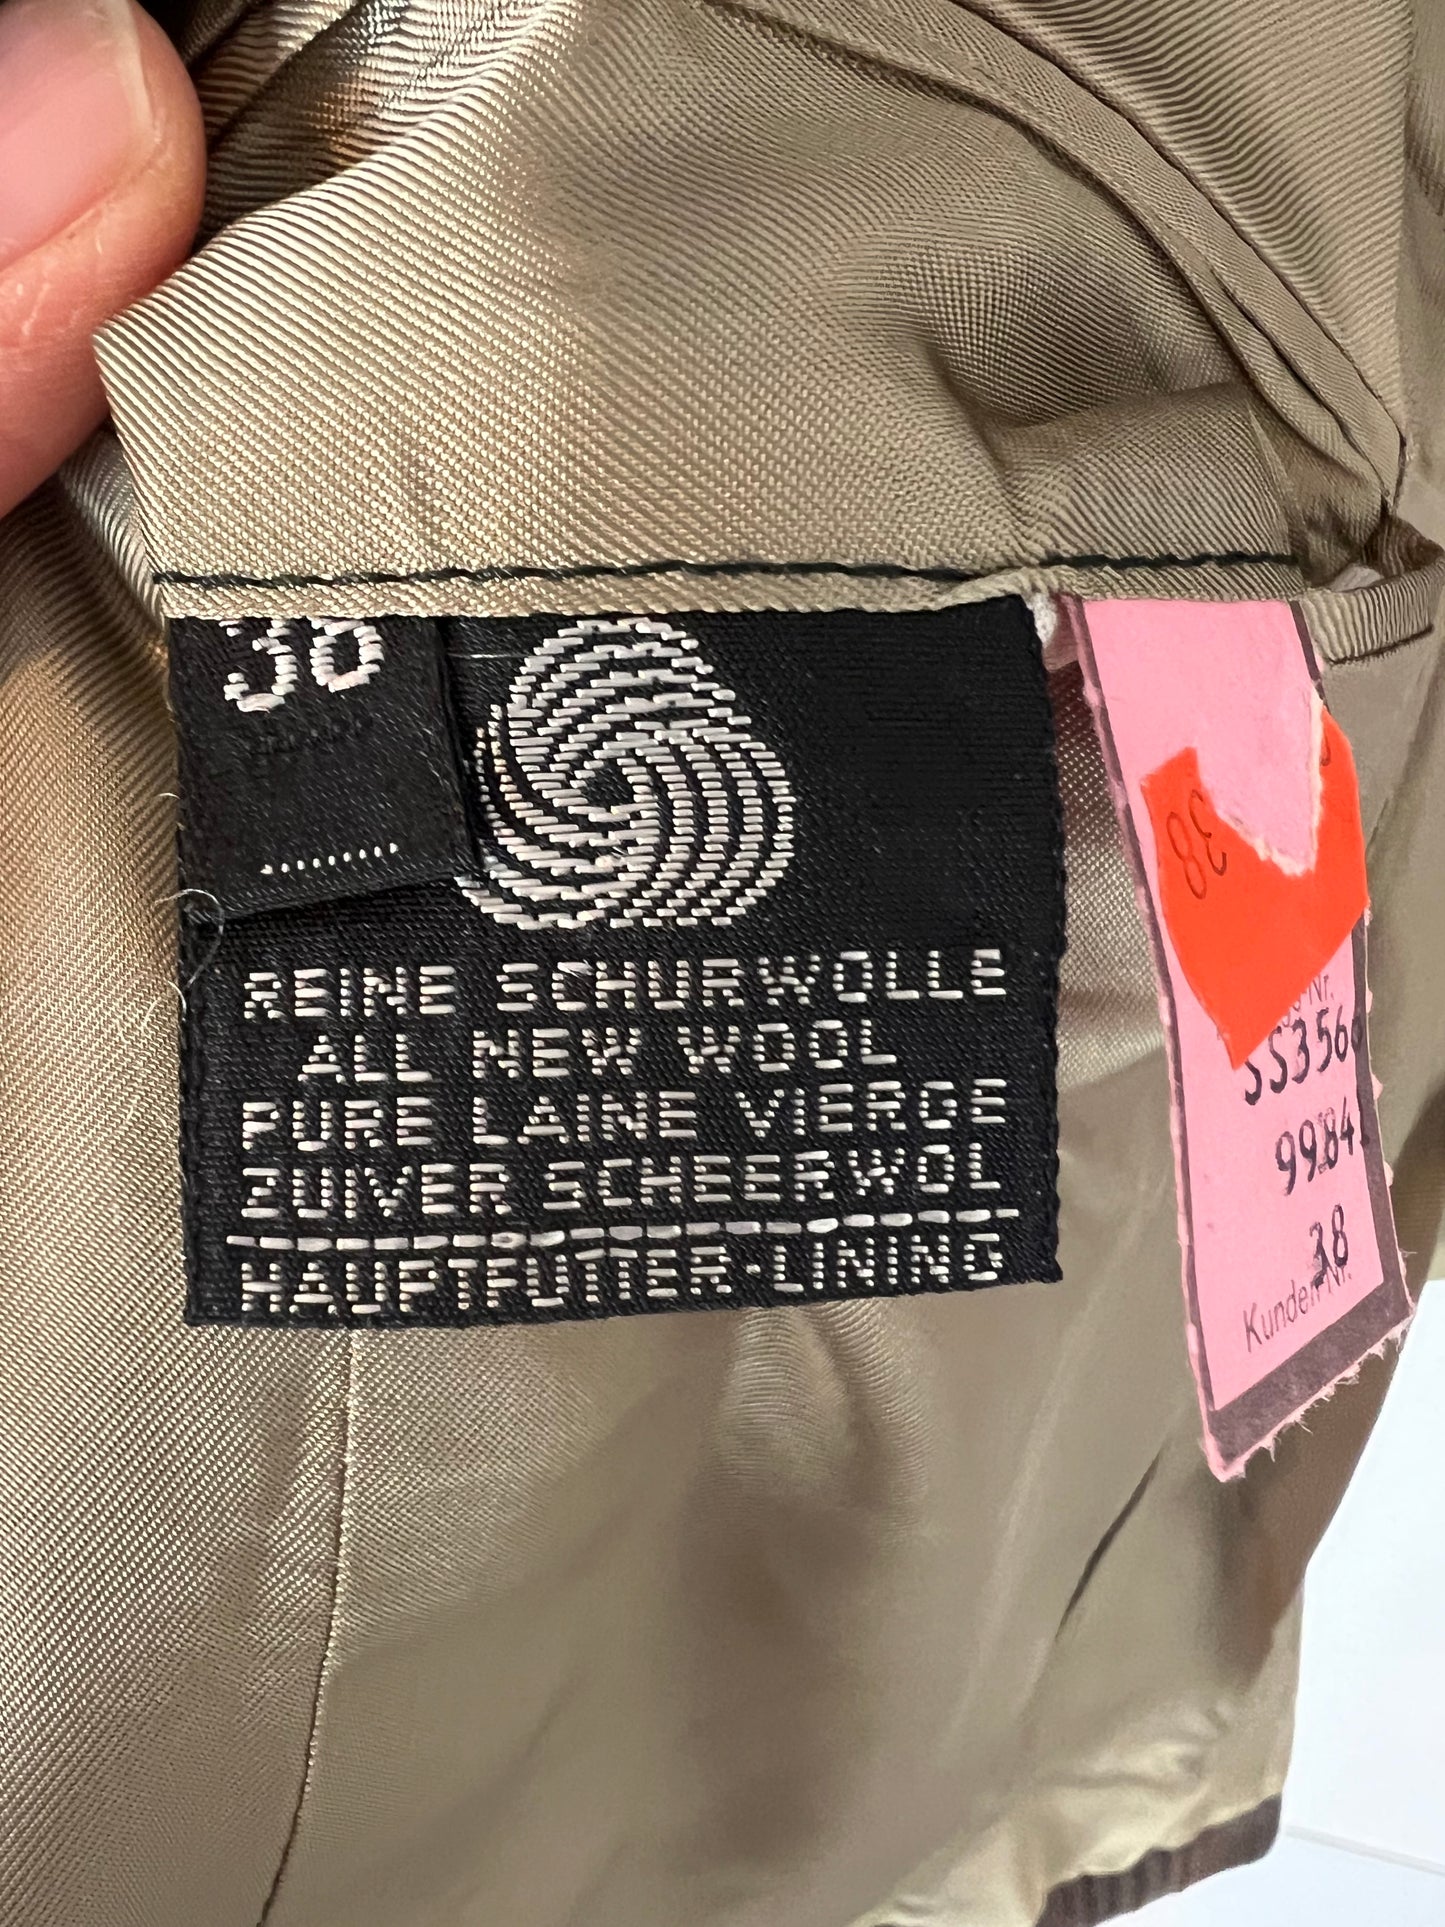 38
REINE SCHURWOLLE
ALL NEW WOOL
PURE LAINE VIERGE
ZUIVER SCHEERWOL
HAUPTFUTTER-LINING
38
SS356
9984
38
Kunden-Nr.